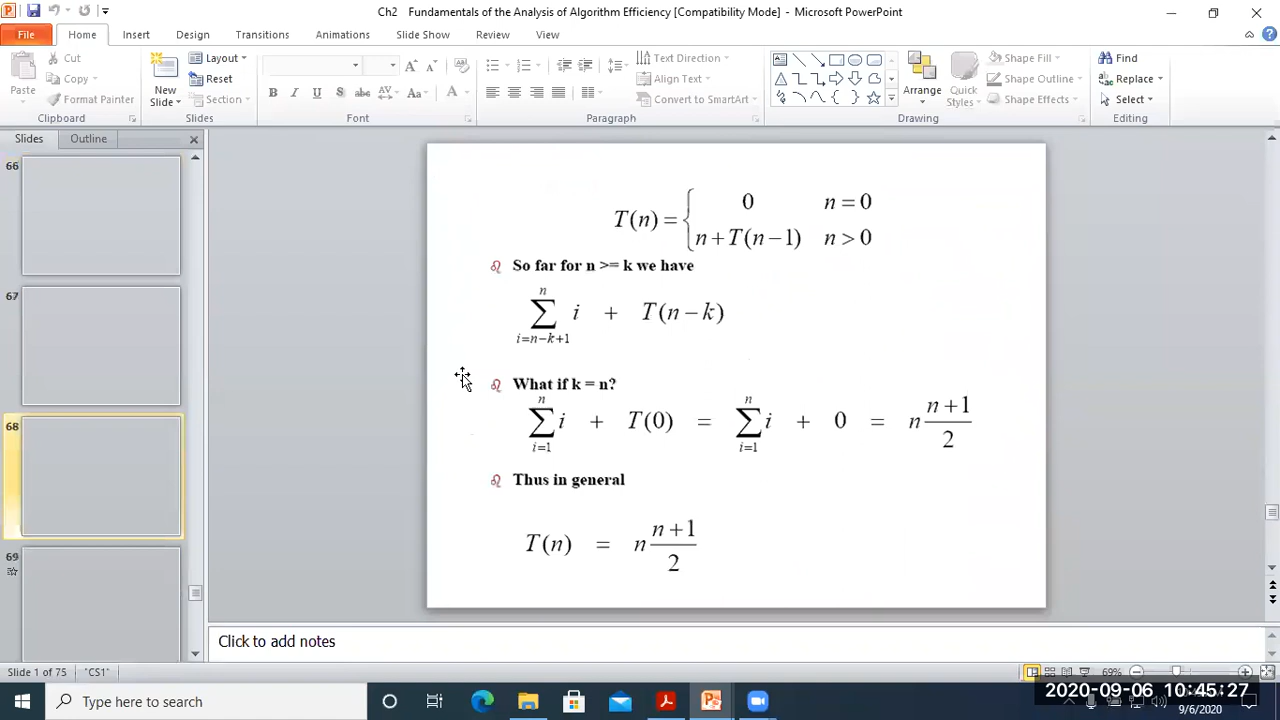 Ch2 Fundamentals of the Analysis of Algorithm Efficiency [Compatibility Mode] - Microsoft PowerPoint
File Home Insert Design Transitions Animations Slide Show Review View
Paste
Cut
Copy
Format Painter
Clipboard
New Slide
Layout
Reset
Section
Slides
B I U S abc AV Aa A
Font
Text Direction
Align Text
Convert to SmartArt
Paragraph
Arrange
Quick Styles
Shape Fill
Shape Outline
Shape Effects
Drawing
Find
Replace
Select
Editing
Slides Outline
66
67
68
69
T(n) = { 0 n = 0
n + T(n − 1) n > 0
So far for n >= k we have
∑_{i=n−k+1}^{n} i + T(n − k)
What if k = n?
∑_{i=1}^{n} i + T(0) = ∑_{i=1}^{n} i + 0 = n (n+1)/2
Thus in general
T(n) = n (n+1)/2
Click to add notes
Slide 1 of 75 "CS1" 69%
Type here to search
2020-09-06 10:45:27
9/6/2020